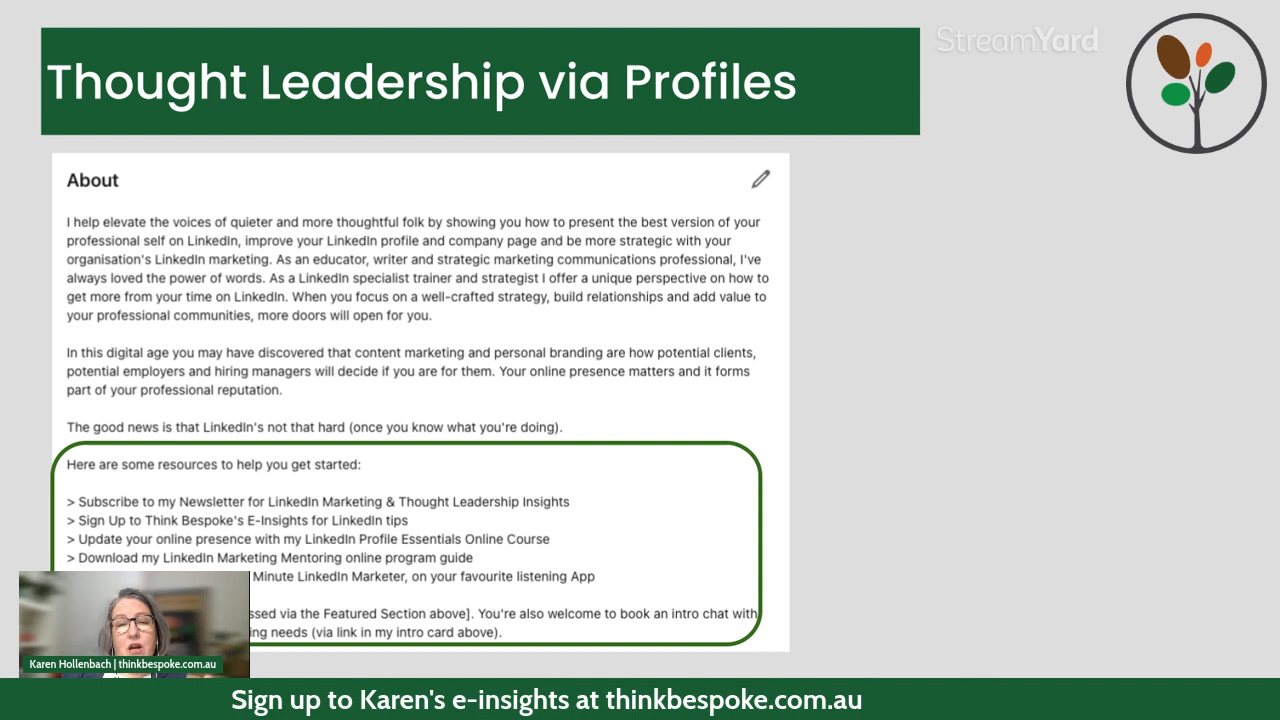 StreamYard
Thought Leadership via Profiles
About
I help elevate the voices of quieter and more thoughtful folk by showing you how to present the best version of your
professional self on LinkedIn, improve your LinkedIn profile and company page and be more strategic with your
organisation's LinkedIn marketing. As an educator, writer and strategic marketing communications professional, I've
always loved the power of words. As a LinkedIn specialist trainer and strategist I offer a unique perspective on how to
get more from your time on LinkedIn. When you focus on a well-crafted strategy, build relationships and add value to
your professional communities, more doors will open for you.
In this digital age you may have discovered that content marketing and personal branding are how potential clients,
potential employers and hiring managers will decide if you are for them. Your online presence matters and it forms
part of your professional reputation.
The good news is that LinkedIn's not that hard (once you know what you're doing).
Here are some resources to help you get started:
> Subscribe to my Newsletter for LinkedIn Marketing & Thought Leadership Insights
> Sign Up to Think Bespoke's E-Insights for LinkedIn tips
> Update your online presence with my LinkedIn Profile Essentials Online Course
> Download my LinkedIn Marketing Mentoring online program guide
Minute LinkedIn Marketer, on your favourite listening App
ssed via the Featured Section above]. You're also welcome to book an intro chat with
ing needs (via link in my intro card above).
Karen Hollenbach | thinkbespoke.com.au
Sign up to Karen's e-insights at thinkbespoke.com.au